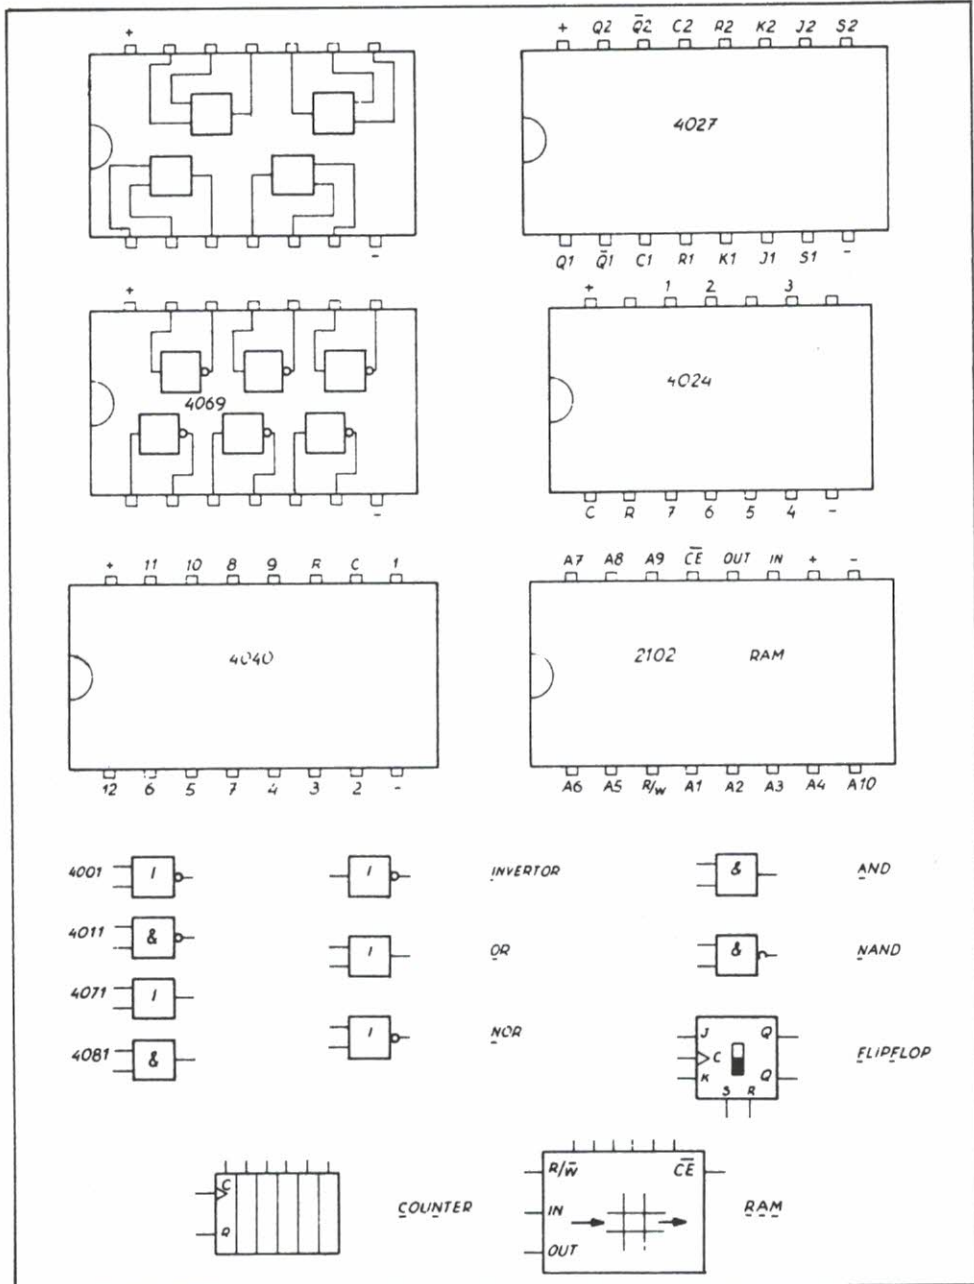 +
-
+ Q2 Q̅2 C2 R2 K2 J2 S2
4027
Q1 Q̅1 C1 R1 K1 J1 S1 -
+
4069
-
+ 1 2 3 -
4024
C R 7 6 5 4 -
+ 11 10 8 9 R C 1
4040
12 6 5 7 4 3 2 -
A7 A8 A9 C̅E̅ OUT IN + -
2102 RAM
A6 A5 R/W A1 A2 A3 A4 A10
4001 1
4011 &
4071 1
4081 &
1 INVERTOR
1 OR
1 NOR
& AND
& NAND
J Q
C
K Q
S R
FLIPFLOP
C
R
COUNTER
R/W̅ C̅E̅
IN
OUT
RAM